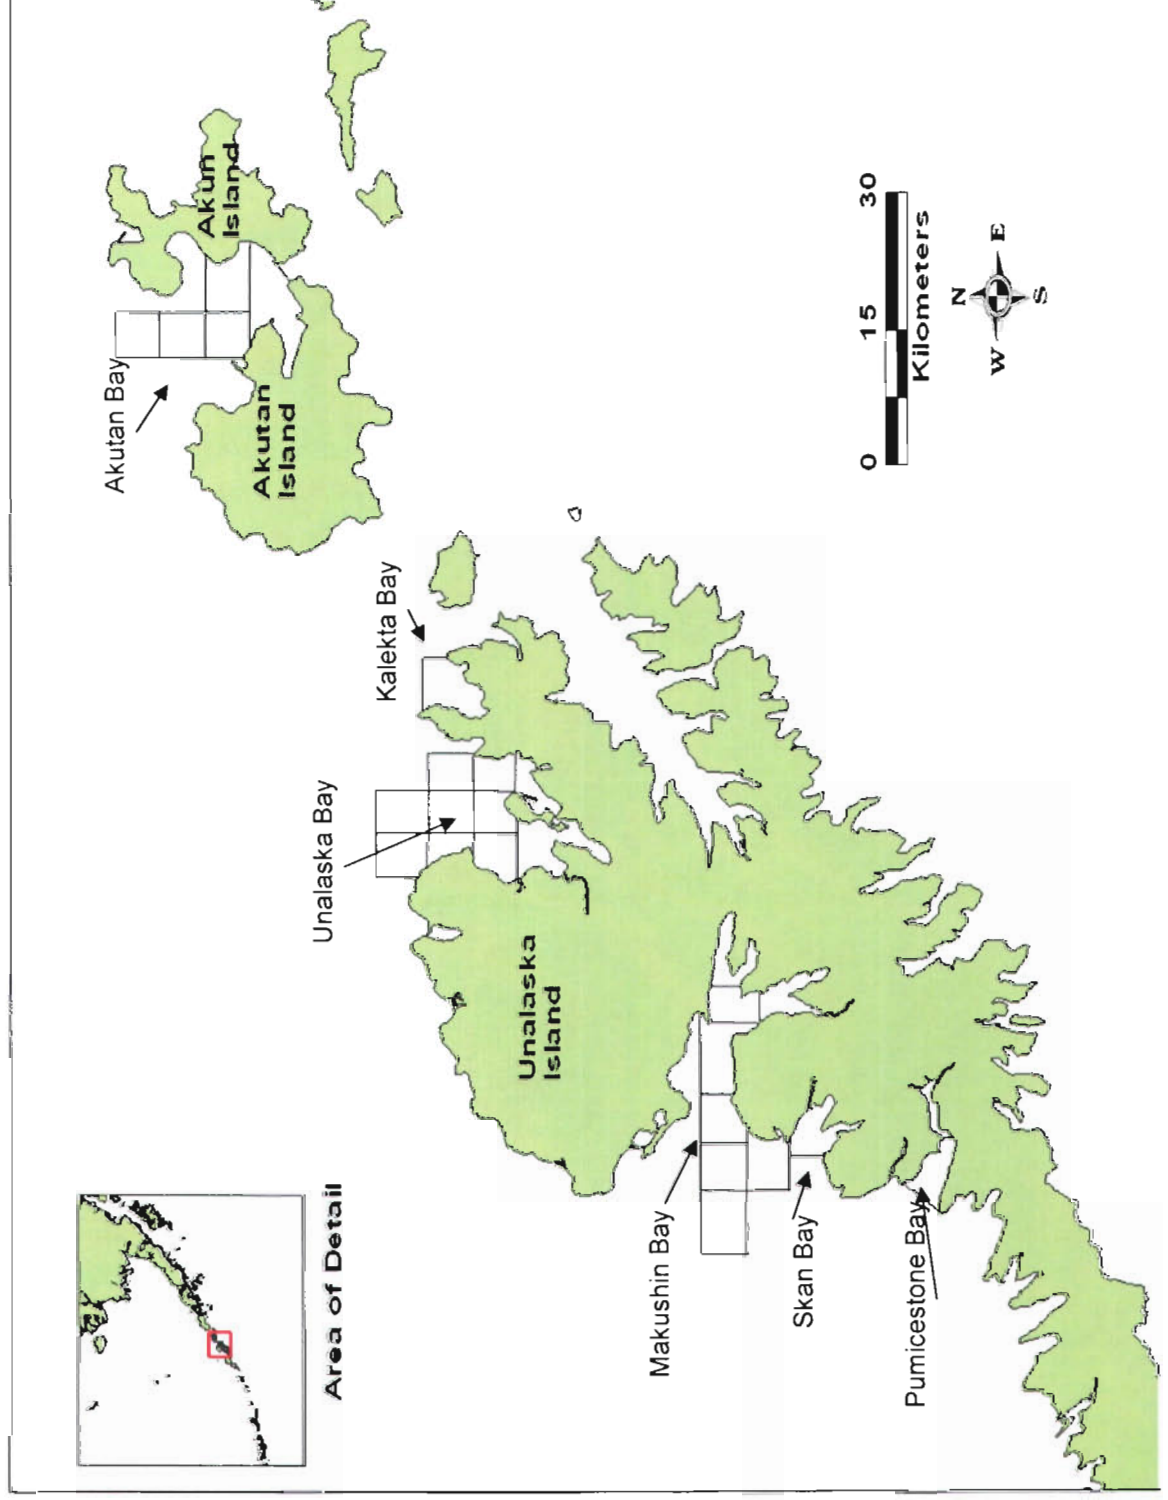 Area of Detail
Akutan Bay
Akun
Island
Akutan
Island
Kalekta Bay
Unalaska Bay
Unalaska
Island
Makushin Bay
Skan Bay
Pumicestone Bay
0 15 30
Kilometers
N
W E
S